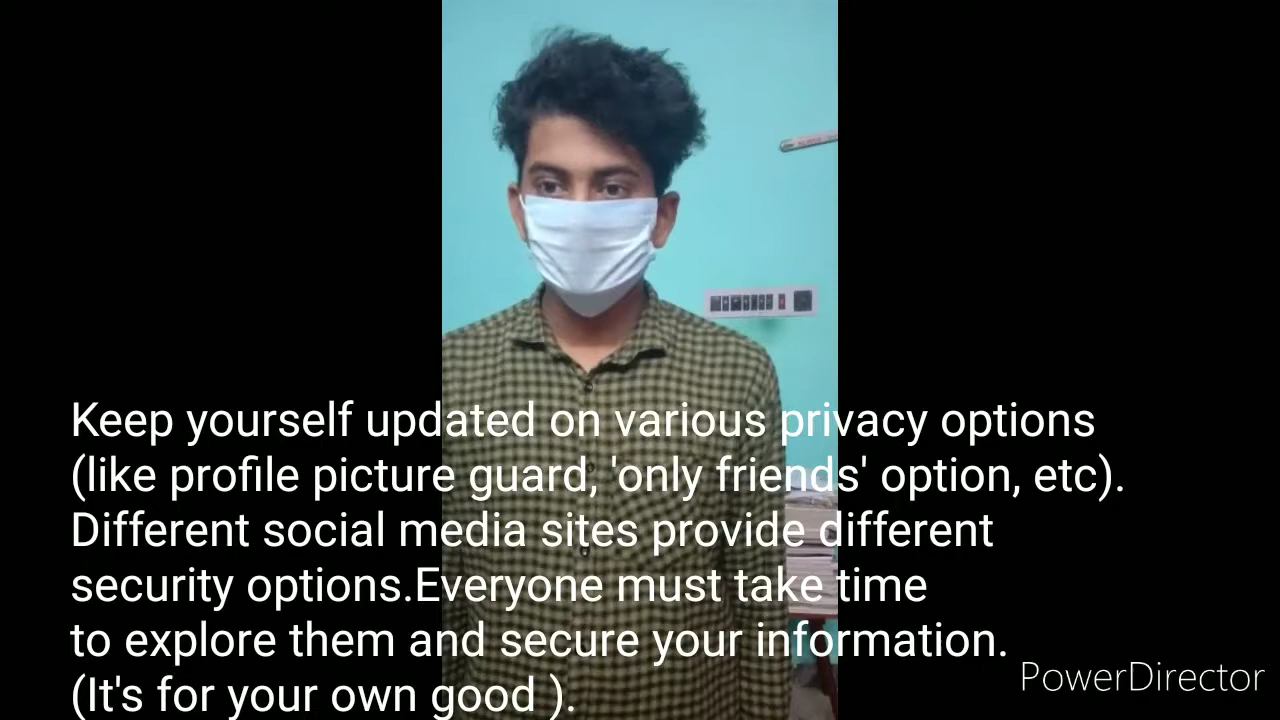 Keep yourself updated on various privacy options
(like profile picture guard, 'only friends' option, etc).
Different social media sites provide different
security options.Everyone must take time
to explore them and secure your information.
(It's for your own good ).
PowerDirector